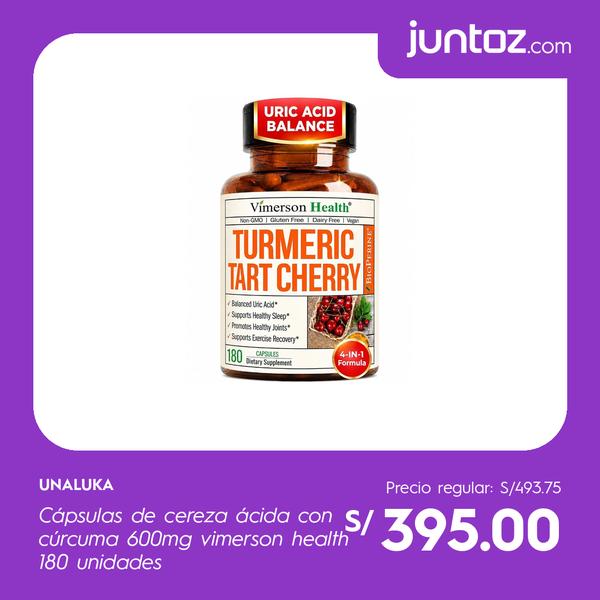 juntoz.com
URIC ACID
BALANCE
Vimerson Health®
Non-GMO | Gluten Free | Dairy Free | Vegan
TURMERIC
TART CHERRY
BIOPERINE®
✓ Balanced Uric Acid*
✓ Supports Healthy Sleep*
✓ Promotes Healthy Joints*
✓ Supports Exercise Recovery*
180 CAPSULES
Dietary Supplement
4-IN-1
Formula
UNALUKA
Cápsulas de cereza ácida con
cúrcuma 600mg vimerson health
180 unidades
Precio regular: S/493.75
S/ 395.00